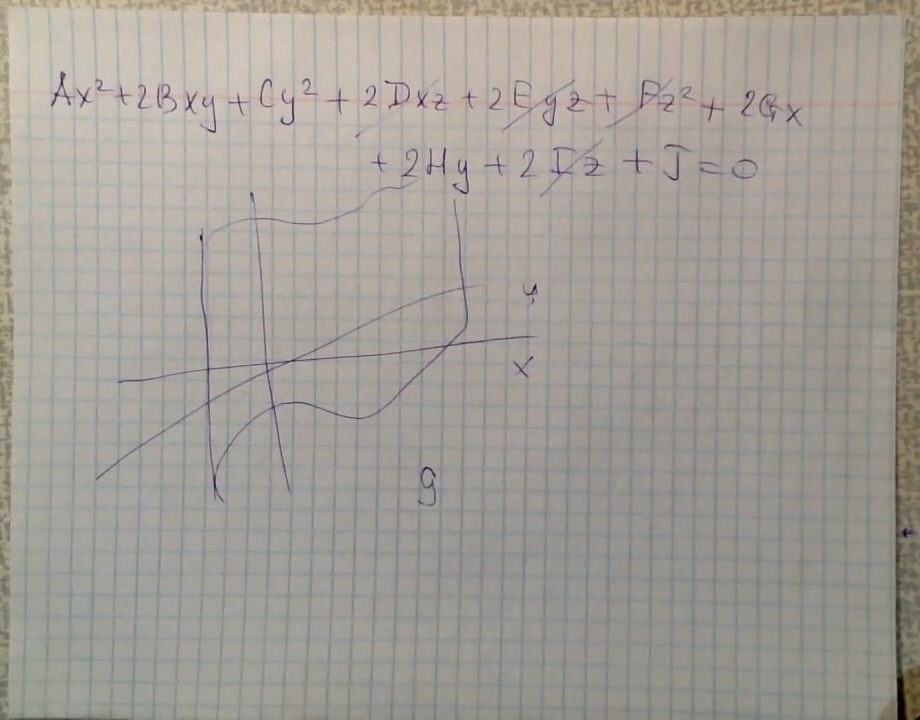 Ax² + 2Bxy + Cy² + 2Dxz + 2Eyz + Fz² + 2Gx
+ 2Hy + 2Iz + J = 0
y
x
g